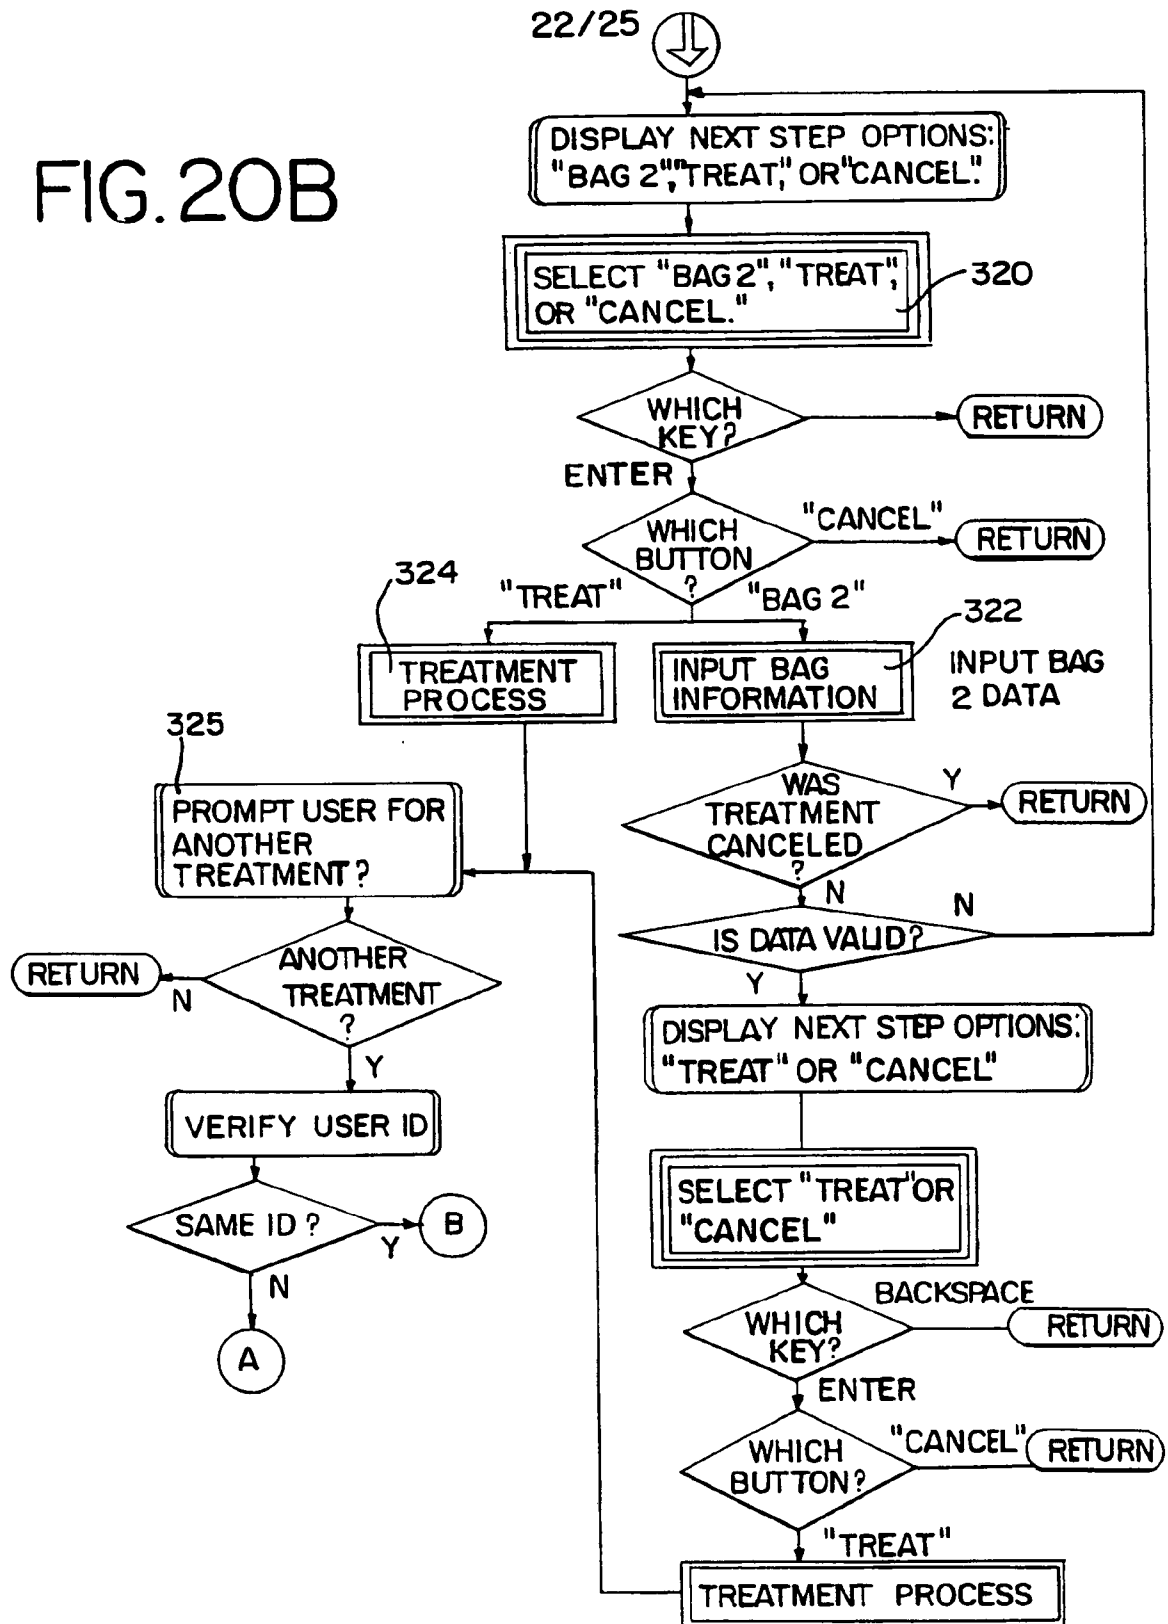 22/25
FIG. 20B
DISPLAY NEXT STEP OPTIONS:
"BAG 2","TREAT," OR "CANCEL".
SELECT "BAG 2", "TREAT",
OR "CANCEL."
320
WHICH
KEY?
RETURN
ENTER
WHICH
BUTTON
?
"CANCEL"
RETURN
324
"TREAT"
"BAG 2"
322
TREATMENT
PROCESS
INPUT BAG
INFORMATION
INPUT BAG
2 DATA
325
PROMPT USER FOR
ANOTHER
TREATMENT?
WAS
TREATMENT
CANCELED
?
Y
RETURN
N
IS DATA VALID?
N
Y
ANOTHER
TREATMENT
?
RETURN
N
Y
DISPLAY NEXT STEP OPTIONS:
"TREAT" OR "CANCEL"
VERIFY USER ID
SELECT "TREAT" OR
"CANCEL"
SAME ID?
Y
B
N
A
WHICH
KEY?
BACKSPACE
RETURN
ENTER
WHICH
BUTTON?
"CANCEL"
RETURN
"TREAT"
TREATMENT PROCESS